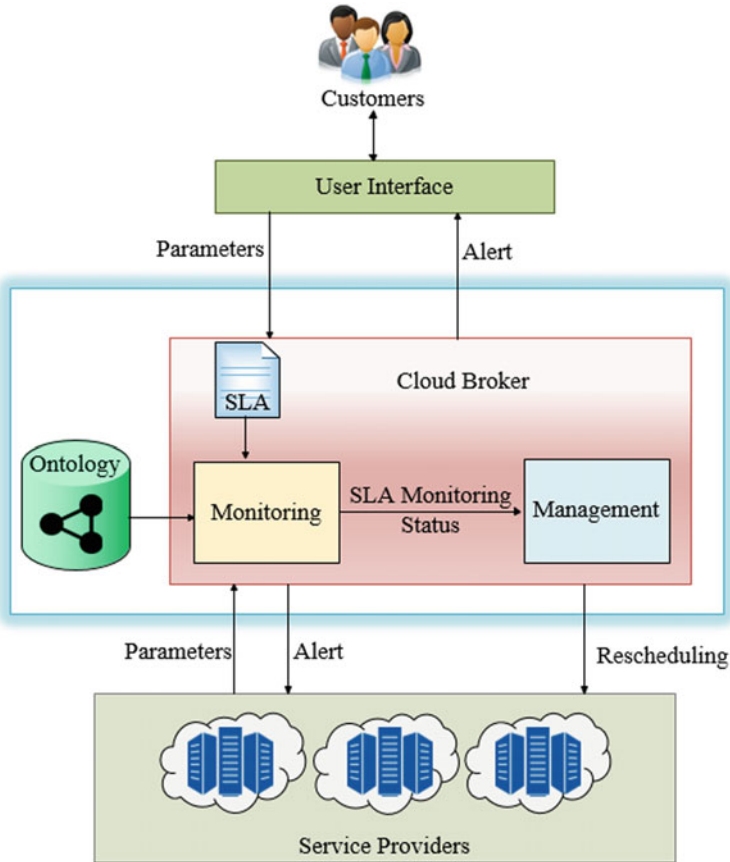 Customers
User Interface
Parameters
Alert
Cloud Broker
SLA
Ontology
Monitoring
SLA Monitoring
Status
Management
Parameters
Alert
Rescheduling
Service Providers